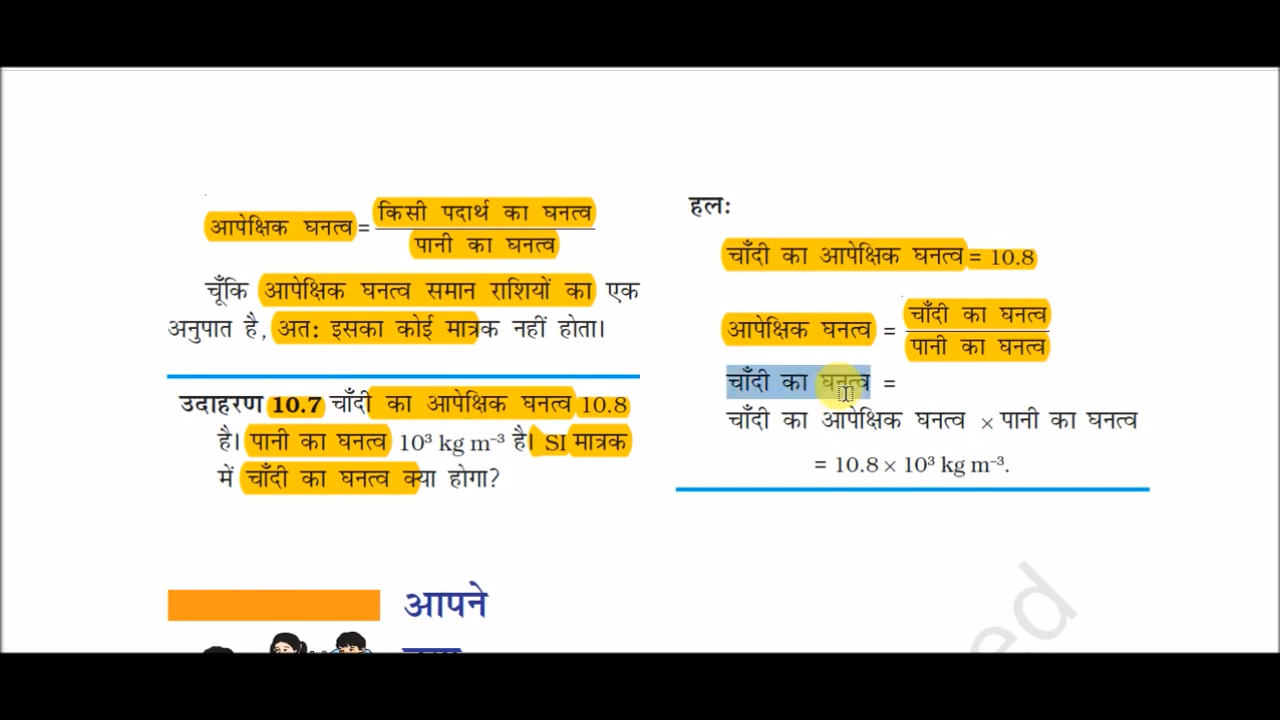 आपेक्षिक घनत्व = किसी पदार्थ का घनत्व
पानी का घनत्व
चूँकि आपेक्षिक घनत्व समान राशियों का एक
अनुपात है, अतः इसका कोई मात्रक नहीं होता।
उदाहरण 10.7 चाँदी का आपेक्षिक घनत्व 10.8
है। पानी का घनत्व 10³ kg m⁻³ है। SI मात्रक
में चाँदी का घनत्व क्या होगा?
आपने
हलः
चाँदी का आपेक्षिक घनत्व = 10.8
आपेक्षिक घनत्व = चाँदी का घनत्व
पानी का घनत्व
चाँदी का घनत्व =
चाँदी का आपेक्षिक घनत्व × पानी का घनत्व
= 10.8 × 10³ kg m⁻³.
ed